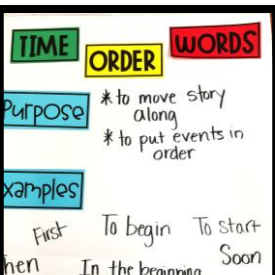 TIME ORDER WORDS
Purpose
* to move story
along
* to put events in
order
xamples
First To begin To start
hen In the beginning Soon